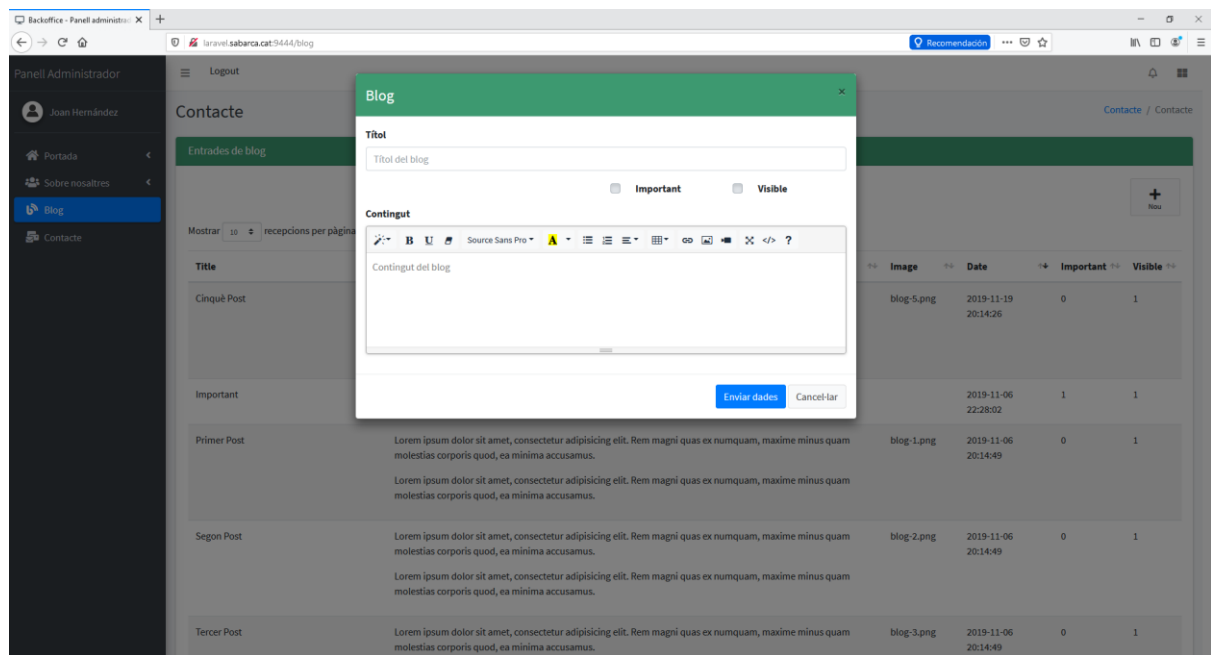 Backoffice - Panell administrac
laravel.sabarca.cat:9444/blog
Recomendación
Panell Administrador
Logout
Joan Hernández
Contacte
Contacte / Contacte
Portada
Sobre nosaltres
Blog
Contacte
Entrades de blog
Nou
Mostrar 10 recepcions per pàgina
Title Image Date Important Visible
Cinquè Post blog-5.png 2019-11-19 0 1
20:14:26
Important 2019-11-06 1 1
22:28:02
Primer Post Lorem ipsum dolor sit amet, consectetur adipisicing elit. Rem magni quas ex numquam, maxime minus quam blog-1.png 2019-11-06 0 1
molestias corporis quod, ea minima accusamus. 20:14:49
Lorem ipsum dolor sit amet, consectetur adipisicing elit. Rem magni quas ex numquam, maxime minus quam
molestias corporis quod, ea minima accusamus.
Segon Post Lorem ipsum dolor sit amet, consectetur adipisicing elit. Rem magni quas ex numquam, maxime minus quam blog-2.png 2019-11-06 0 1
molestias corporis quod, ea minima accusamus. 20:14:49
Lorem ipsum dolor sit amet, consectetur adipisicing elit. Rem magni quas ex numquam, maxime minus quam
molestias corporis quod, ea minima accusamus.
Tercer Post Lorem ipsum dolor sit amet, consectetur adipisicing elit. Rem magni quas ex numquam, maxime minus quam blog-3.png 2019-11-06 0 1
molestias corporis quod, ea minima accusamus. 20:14:49
Blog
Títol
Títol del blog
Important Visible
Contingut
B U Source Sans Pro A </> ?
Contingut del blog
Enviar dades Cancel·lar